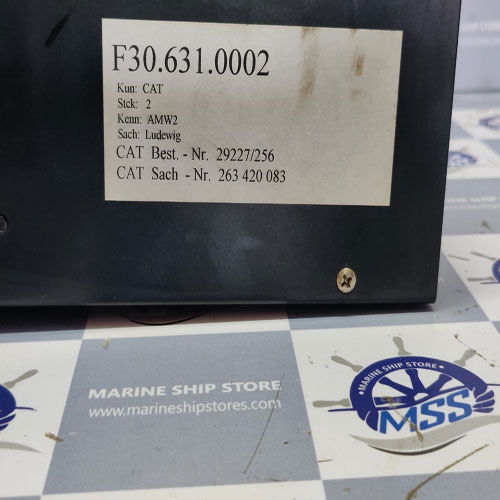 F30.631.0002
Kun: CAT
Stck: 2
Kenn: AMW2
Sach: Ludewig
CAT Best. - Nr. 29227/256
CAT Sach - Nr. 263 420 083
MARINE SHIP STORE
www.marineshipstores.com
MARINE SHIP STORE
MSS